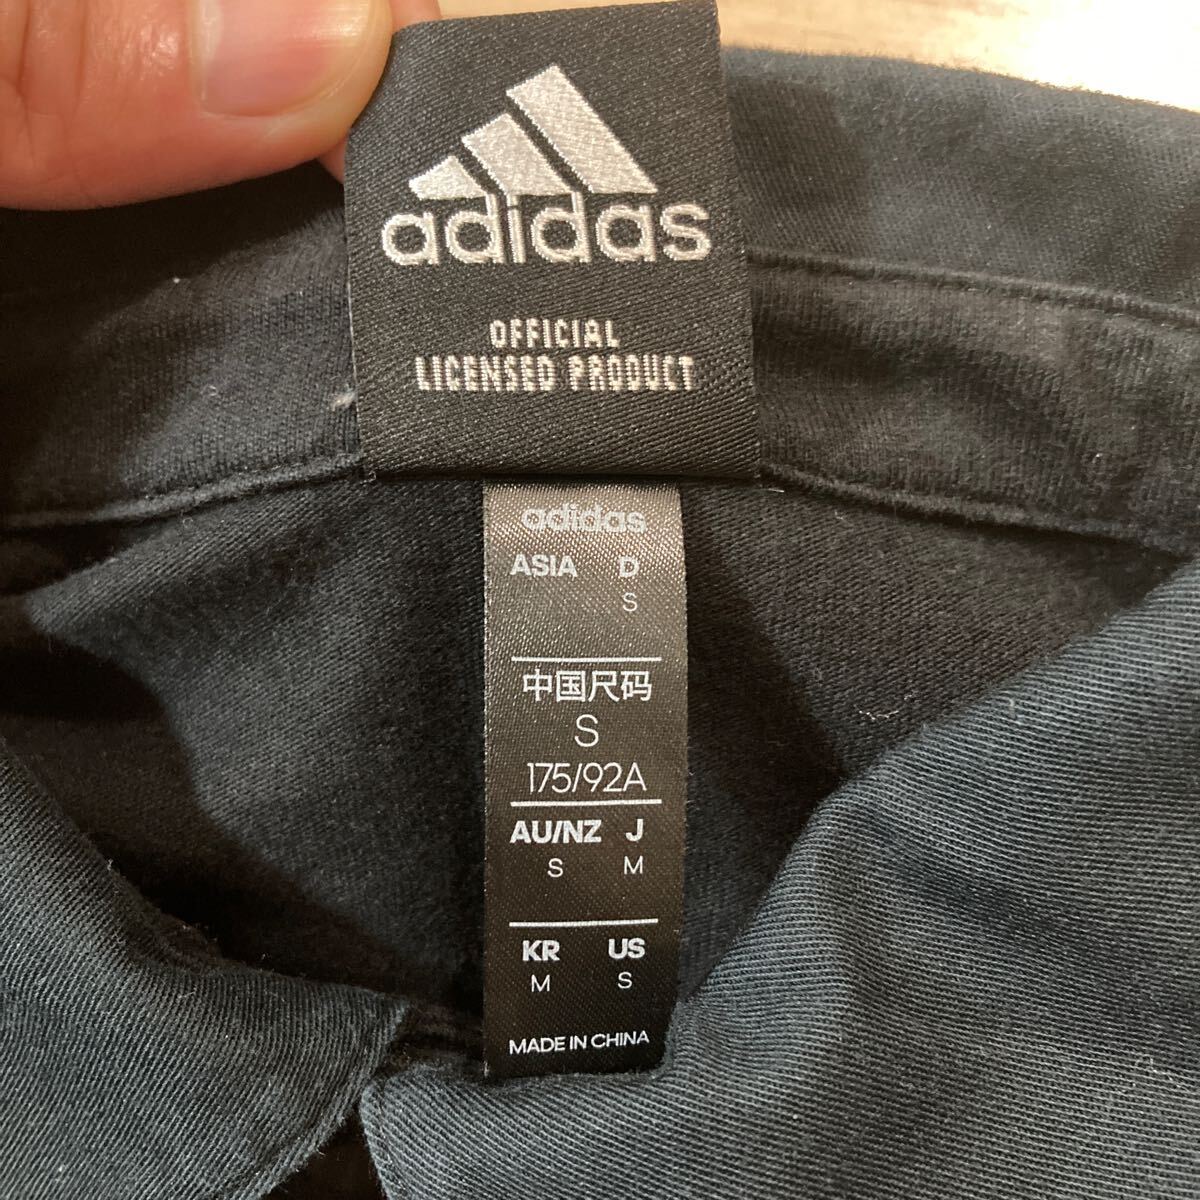 adidas
OFFICIAL
LICENSED PRODUCT
adidas
ASIA D
S
中国尺码
S
175/92A
AU/NZ J
S M
KR US
M S
MADE IN CHINA